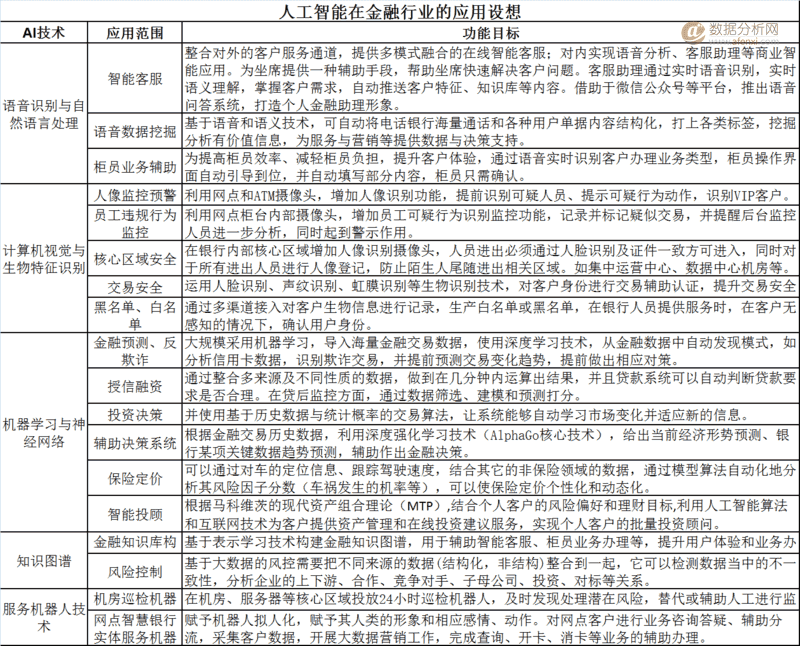 人工智能在金融行业的应用设想
数据分析网
www.afenxi.com
AI技术
应用范围
功能目标
语音识别与自
然语言处理
智能客服
整合对外的客户服务通道，提供多模式融合的在线智能客服；对内实现语音分析、客服助理等商业智
能应用。为坐席提供一种辅助手段，帮助坐席快速解决客户问题。客服助理通过实时语音识别，实时
语义理解，掌握客户需求，自动推送客户特征、知识库等内容。借助于微信公众号等平台，推出语音
问答系统，打造个人金融助理形象。
语音数据挖掘
基于语音和语义技术，可自动将电话银行海量通话和各种用户单据内容结构化，打上各类标签，挖掘
分析有价值信息，为服务与营销等提供数据与决策支持。
柜员业务辅助
为提高柜员效率、减轻柜员负担，提升客户体验，通过语音实时识别客户办理业务类型，柜员操作界
面自动引导到位，并自动填写部分内容，柜员只需确认。
计算机视觉与
生物特征识别
人像监控预警
利用网点和ATM摄像头，增加人像识别功能，提前识别可疑人员、提示可疑行为动作，识别VIP客户。
员工违规行为
监控
利用网点柜台内部摄像头，增加员工可疑行为识别监控功能，记录并标记疑似交易，并提醒后台监控
人员进一步分析，同时起到警示作用。
核心区域安全
在银行内部核心区域增加人像识别摄像头，人员进出必须通过人脸识别及证件一致方可进入，同时对
于所有进出人员进行人像登记，防止陌生人尾随进出相关区域。如集中运营中心、数据中心机房等。
交易安全
运用人脸识别、声纹识别、虹膜识别等生物识别技术，对客户身份进行交易辅助认证，提升交易安全
黑名单、白名
单
通过多渠道接入对客户生物信息进行记录，生产白名单或黑名单，在银行人员提供服务时，在客户无
感知的情况下，确认用户身份。
机器学习与神
经网络
金融预测、反
欺诈
大规模采用机器学习，导入海量金融交易数据，使用深度学习技术，从金融数据中自动发现模式，如
分析信用卡数据，识别欺诈交易，并提前预测交易变化趋势，提前做出相应对策。
授信融资
通过整合多来源及不同性质的数据，做到在几分钟内运算出结果，并且贷款系统可以自动判断贷款要
求是否合理。在贷后监控方面，通过数据筛选、建模和预测打分。
投资决策
并使用基于历史数据与统计概率的交易算法，让系统能够自动学习市场变化并适应新的信息。
辅助决策系统
根据金融交易历史数据，利用深度强化学习技术（AlphaGo核心技术），给出当前经济形势预测、银
行某项关键数据趋势预测，辅助作出金融决策。
保险定价
可以通过对车的定位信息、跟踪驾驶速度，结合其它的非保险领域的数据，通过模型算法自动化地分
析其风险因子分数（车祸发生的机率等），可以使保险定价个性化和动态化。
智能投顾
根据马科维茨的现代资产组合理论（MTP）,结合个人客户的风险偏好和理财目标,利用人工智能算法
和互联网技术为客户提供资产管理和在线投资建议服务，实现个人客户的批量投资顾问。
知识图谱
金融知识库构
基于表示学习技术构建金融知识图谱，用于辅助智能客服、柜员业务办理等，提升用户体验和业务办
风险控制
基于大数据的风控需要把不同来源的数据(结构化，非结构)整合到一起，它可以检测数据当中的不一
致性，分析企业的上下游、合作、竞争对手、子母公司、投资、对标等关系。
服务机器人技
术
机房巡检机器
在机房、服务器等核心区域投放24小时巡检机器人，及时发现处理潜在风险，替代或辅助人工进行监
网点智慧银行
实体服务机器
赋予机器人拟人化，赋予其人类的形象和相应感情、动作。对网点客户进行业务咨询答疑、辅助分
流，采集客户数据，开展大数据营销工作，完成查询、开卡、消卡等业务的辅助办理。